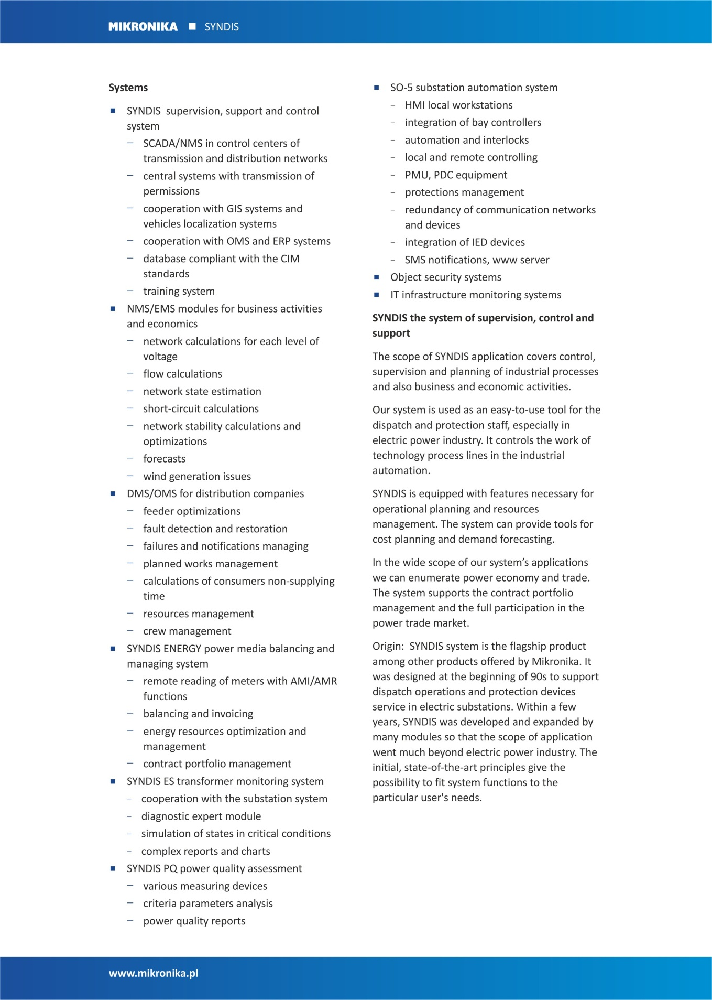 MIKRONIKA ■ SYNDIS
Systems
■ SYNDIS  supervision, support and control
system
– SCADA/NMS in control centers of
transmission and distribution networks
– central systems with transmission of
permissions
– cooperation with GIS systems and
vehicles localization systems
– cooperation with OMS and ERP systems
– database compliant with the CIM
standards
– training system
■ NMS/EMS modules for business activities
and economics
– network calculations for each level of
voltage
– flow calculations
– network state estimation
– short-circuit calculations
– network stability calculations and
optimizations
– forecasts
– wind generation issues
■ DMS/OMS for distribution companies
– feeder optimizations
– fault detection and restoration
– failures and notifications managing
– planned works management
– calculations of consumers non-supplying
time
– resources management
– crew management
■ SYNDIS ENERGY power media balancing and
managing system
– remote reading of meters with AMI/AMR
functions
– balancing and invoicing
– energy resources optimization and
management
– contract portfolio management
■ SYNDIS ES transformer monitoring system
– cooperation with the substation system
– diagnostic expert module
– simulation of states in critical conditions
– complex reports and charts
■ SYNDIS PQ power quality assessment
– various measuring devices
– criteria parameters analysis
– power quality reports
■ SO-5 substation automation system
– HMI local workstations
– integration of bay controllers
– automation and interlocks
– local and remote controlling
– PMU, PDC equipment
– protections management
– redundancy of communication networks
and devices
– integration of IED devices
– SMS notifications, www server
■ Object security systems
■ IT infrastructure monitoring systems
SYNDIS the system of supervision, control and
support
The scope of SYNDIS application covers control,
supervision and planning of industrial processes
and also business and economic activities.
Our system is used as an easy-to-use tool for the
dispatch and protection staff, especially in
electric power industry. It controls the work of
technology process lines in the industrial
automation.
SYNDIS is equipped with features necessary for
operational planning and resources
management. The system can provide tools for
cost planning and demand forecasting.
In the wide scope of our system’s applications
we can enumerate power economy and trade.
The system supports the contract portfolio
management and the full participation in the
power trade market.
Origin:  SYNDIS system is the flagship product
among other products offered by Mikronika. It
was designed at the beginning of 90s to support
dispatch operations and protection devices
service in electric substations. Within a few
years, SYNDIS was developed and expanded by
many modules so that the scope of application
went much beyond electric power industry. The
initial, state-of-the-art principles give the
possibility to fit system functions to the
particular user's needs.
www.mikronika.pl